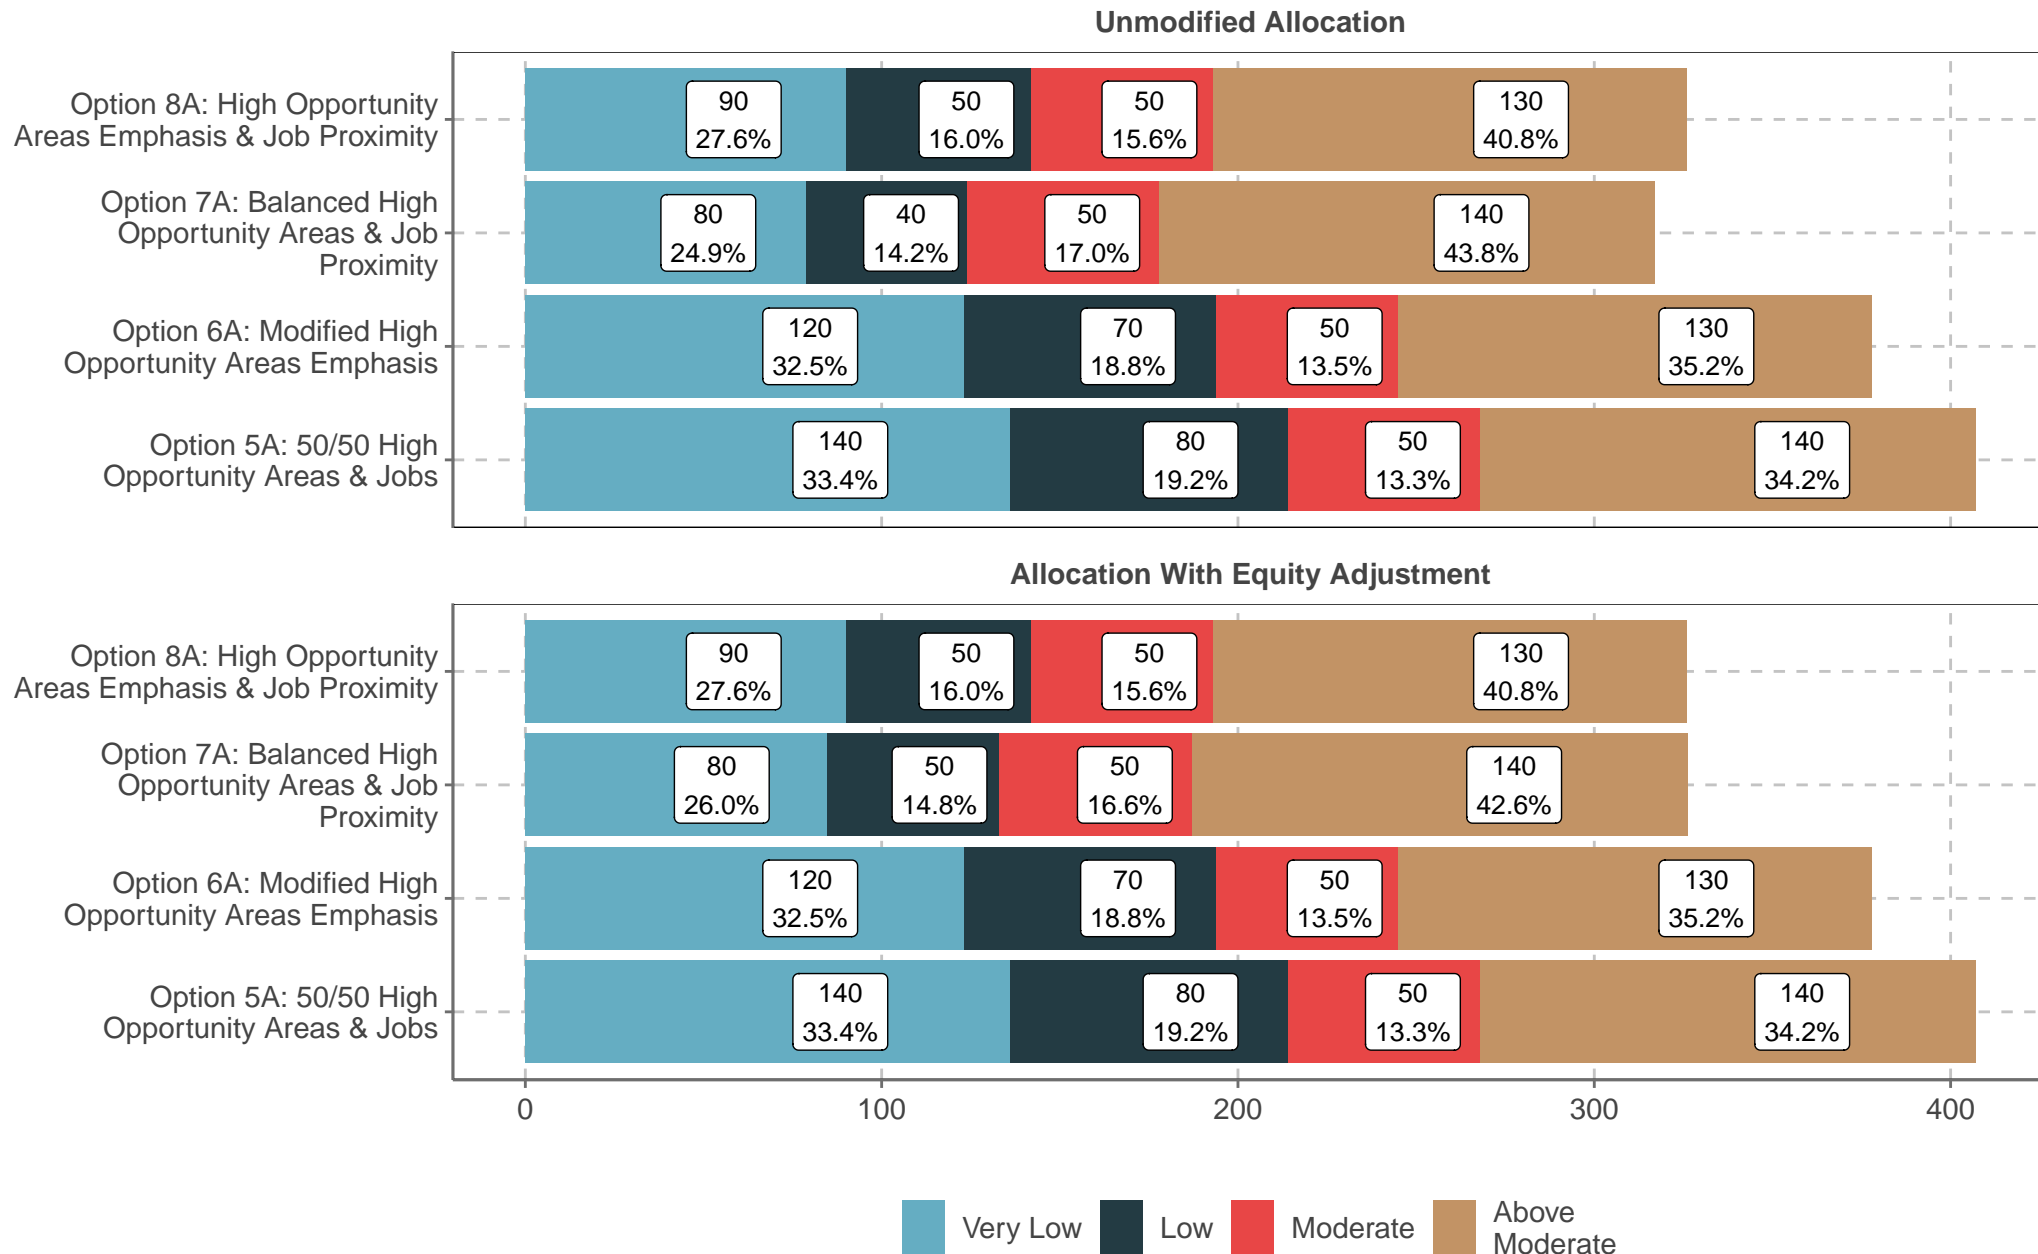 Unmodified Allocation
Option 8A: High Opportunity
Areas Emphasis & Job Proximity
90
27.6%
50
16.0%
50
15.6%
130
40.8%
Option 7A: Balanced High
Opportunity Areas & Job
Proximity
80
24.9%
40
14.2%
50
17.0%
140
43.8%
Option 6A: Modified High
Opportunity Areas Emphasis
120
32.5%
70
18.8%
50
13.5%
130
35.2%
Option 5A: 50/50 High
Opportunity Areas & Jobs
140
33.4%
80
19.2%
50
13.3%
140
34.2%
Allocation With Equity Adjustment
Option 8A: High Opportunity
Areas Emphasis & Job Proximity
90
27.6%
50
16.0%
50
15.6%
130
40.8%
Option 7A: Balanced High
Opportunity Areas & Job
Proximity
80
26.0%
50
14.8%
50
16.6%
140
42.6%
Option 6A: Modified High
Opportunity Areas Emphasis
120
32.5%
70
18.8%
50
13.5%
130
35.2%
Option 5A: 50/50 High
Opportunity Areas & Jobs
140
33.4%
80
19.2%
50
13.3%
140
34.2%
0 100 200 300 400
Very Low
Low
Moderate
Above
Moderate